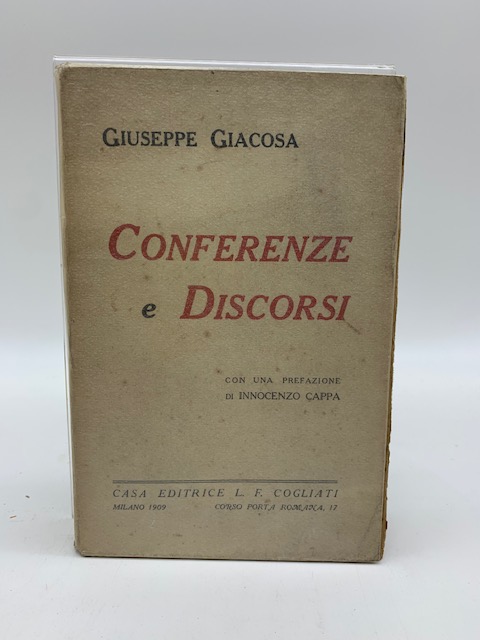 GIUSEPPE GIACOSA
CONFERENZE
e DISCORSI
CON UNA PREFAZIONE
DI INNOCENZO CAPPA
CASA EDITRICE L. F. COGLIATI
MILANO 1909 CORSO PORTA ROMANA, 17